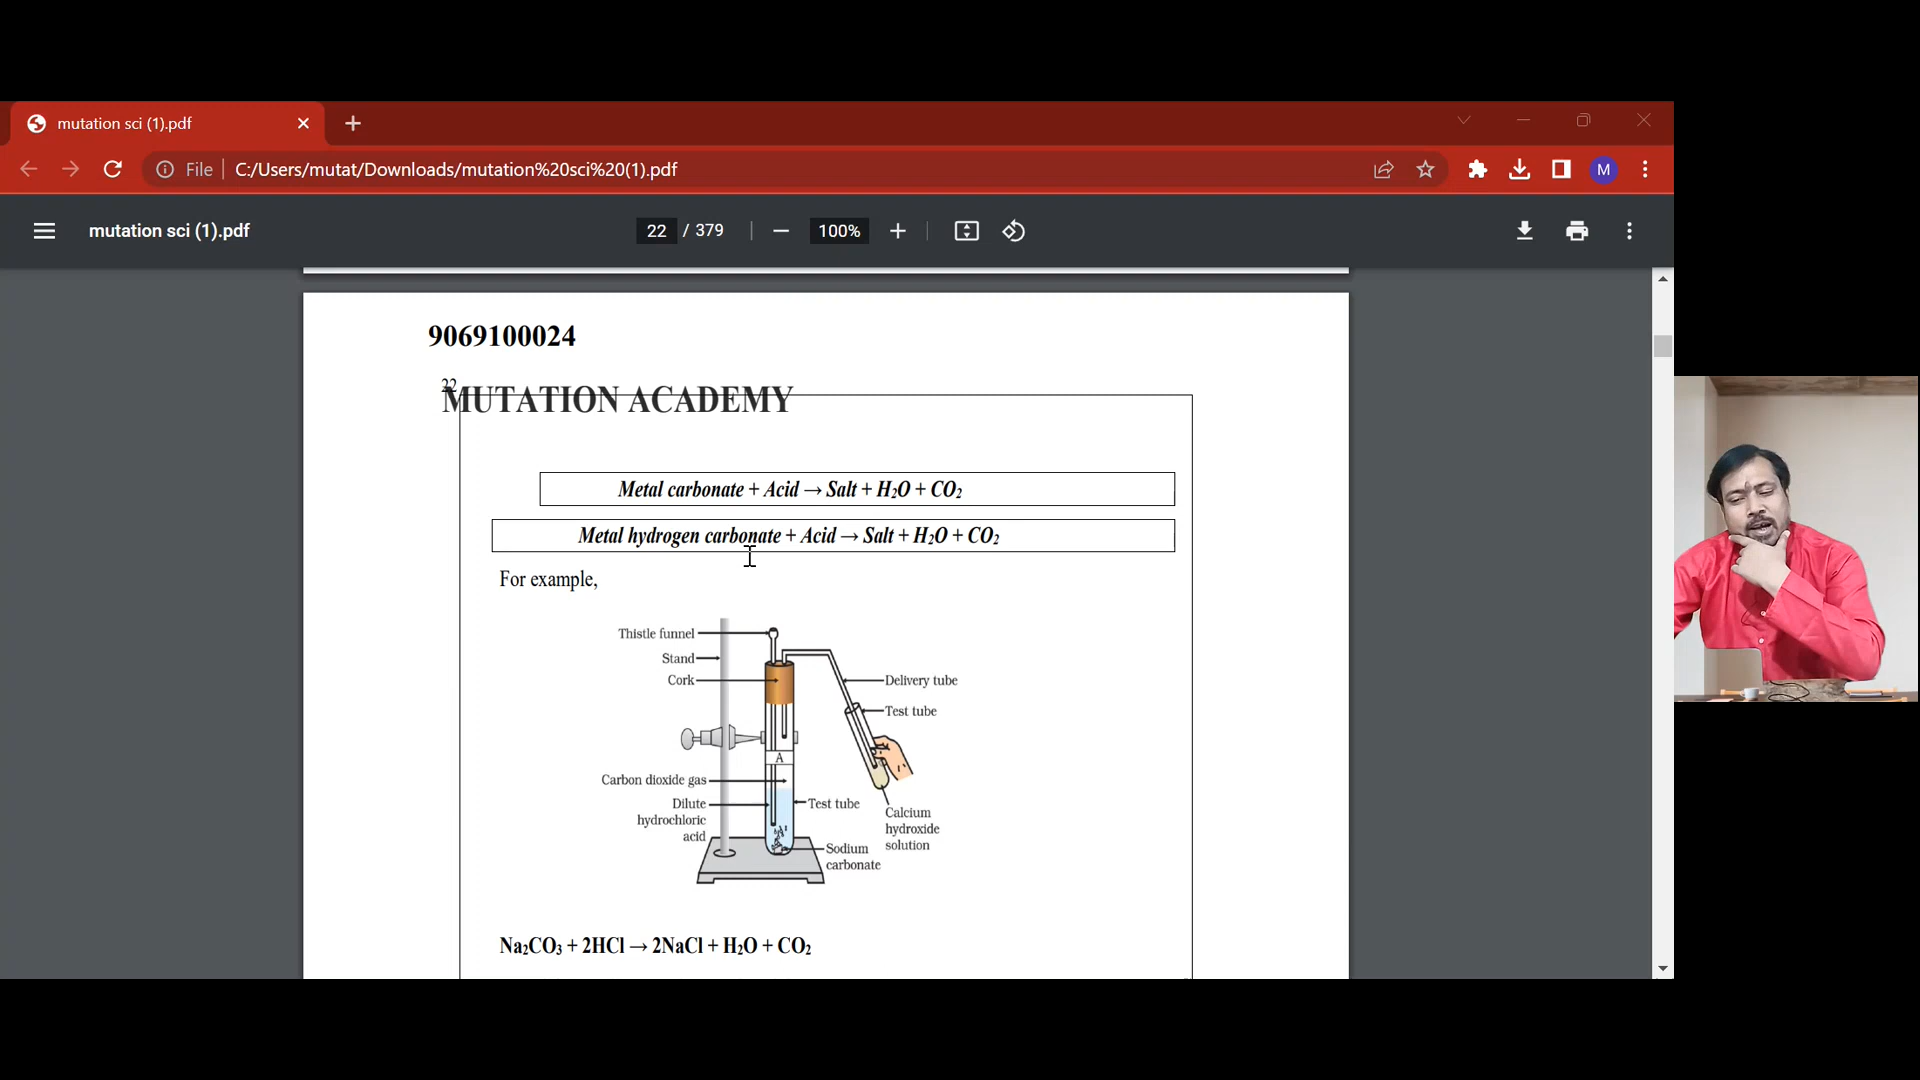 mutation sci (1).pdf
File
C:/Users/mutat/Downloads/mutation%20sci%20(1).pdf
M
mutation sci (1).pdf
22 / 379
100%
9069100024
22
MUTATION ACADEMY
Metal carbonate + Acid → Salt + H₂O + CO₂
Metal hydrogen carbonate + Acid → Salt + H₂O + CO₂
For example,
Thistle funnel
Stand
Cork
Delivery tube
Test tube
A
Carbon dioxide gas
Dilute
hydrochloric
acid
Test tube
Calcium
hydroxide
solution
Sodium
carbonate
Na₂CO₃ + 2HCl → 2NaCl + H₂O + CO₂